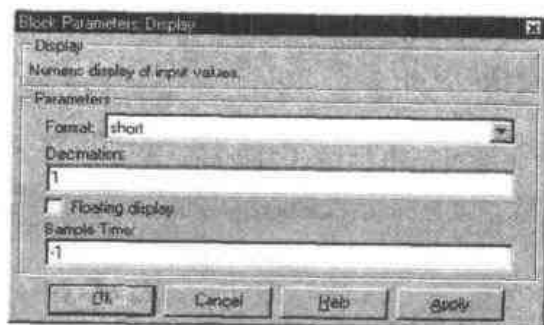 Block Parameters: Display
Display
Numeric display of input values.
Parameters
Format: short
Decimation:
1
Floating display
Sample Time:
-1
OK Cancel Help Apply